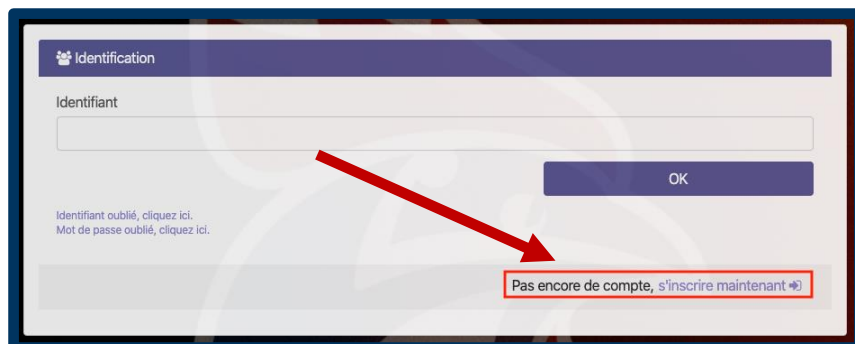 Identification
Identifiant
OK
Identifiant oublié, cliquez ici.
Mot de passe oublié, cliquez ici.
Pas encore de compte, s'inscrire maintenant